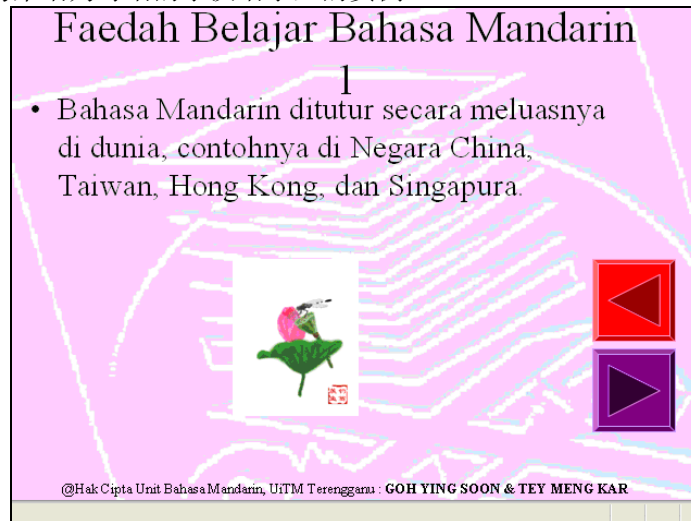 Faedah Belajar Bahasa Mandarin
1
• Bahasa Mandarin ditutur secara meluasnya
di dunia, contohnya di Negara China,
Taiwan, Hong Kong, dan Singapura.
@Hak Cipta Unit Bahasa Mandarin, UiTM Terengganu : GOH YING SOON & TEY MENG KAR